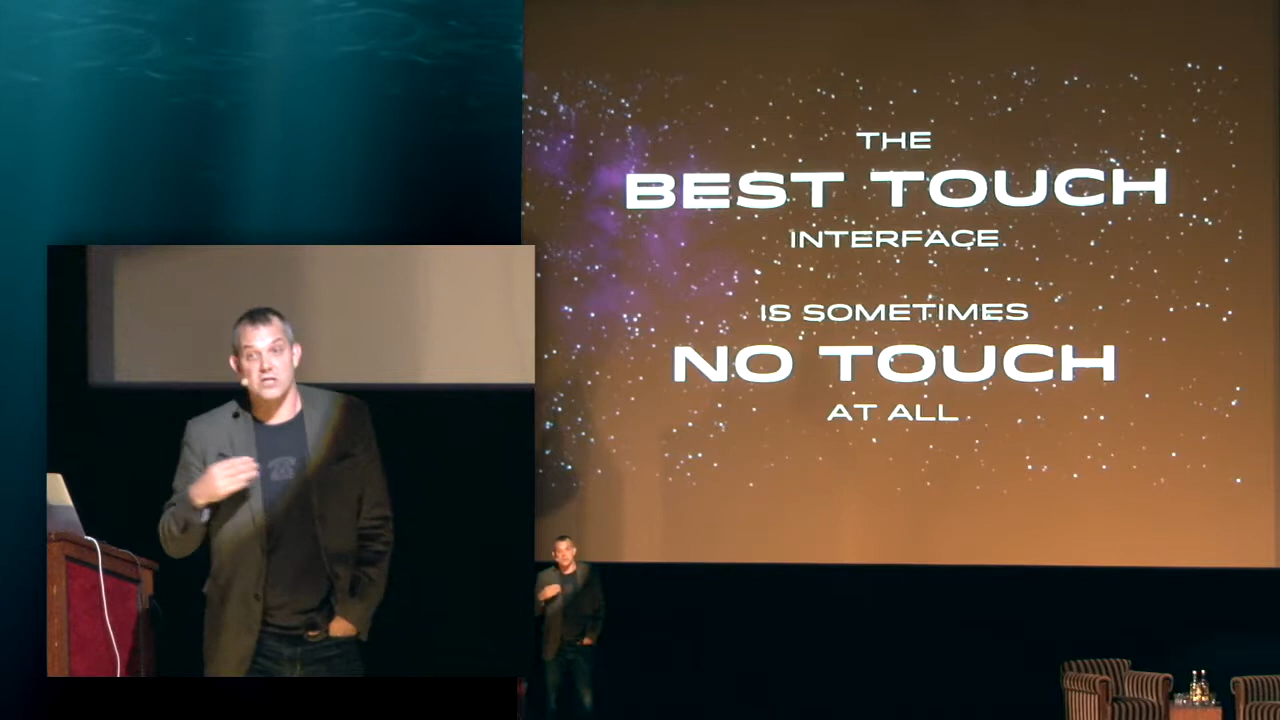 THE
BEST TOUCH
INTERFACE
IS SOMETIMES
NO TOUCH
AT ALL